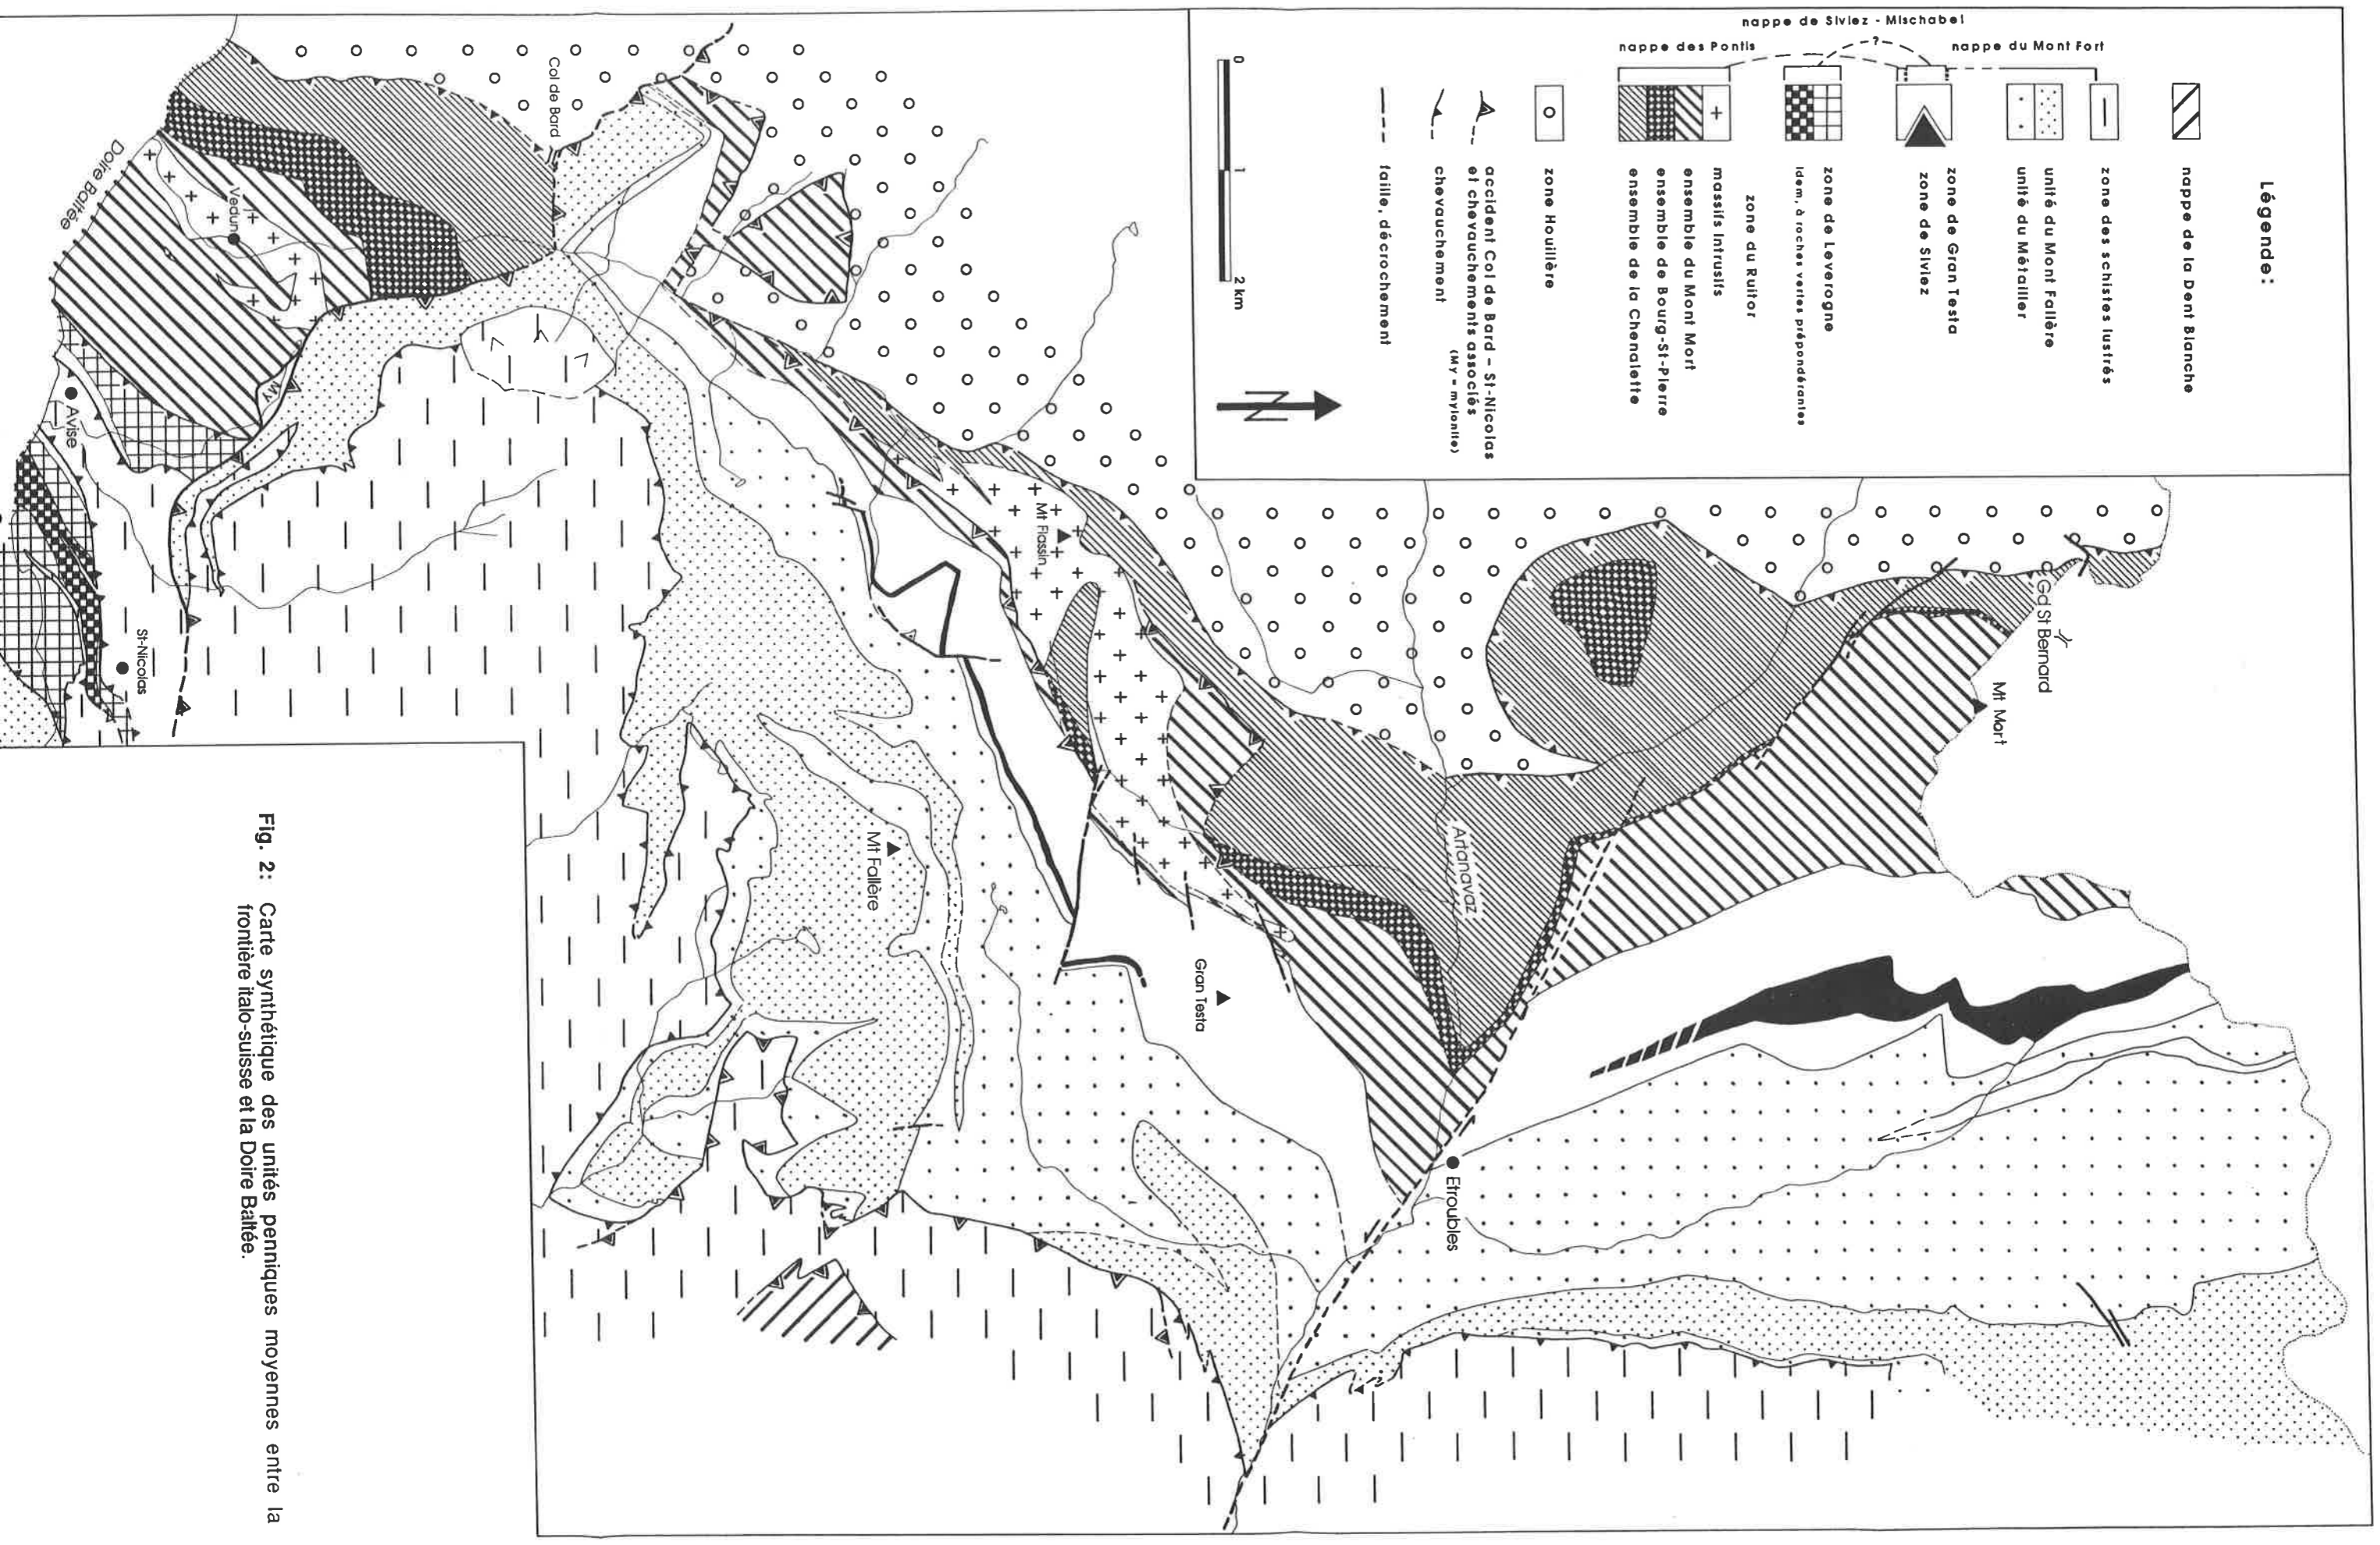 Légende:
nappe de la Dent Blanche
zone des schistes lustrés
unité du Mont Fallère
unité du Métailler
zone de Gran Testa
zone de Siviez
zone de Leverogne
idem, à roches vertes prépondérantes
zone du Ruitor
massifs intrusifs
ensemble du Mont Mort
ensemble de Bourg-St-Pierre
ensemble de la Chenalette
zone Houillère
accident Col de Bard – St-Nicolas
et chevauchements associés
(My = mylonite)
chevauchement
faille, décrochement
nappe de Siviez - Mischabel
nappe des Pontis
?
nappe du Mont Fort
0
1
2 km
N
Gd St Bernard
Mt Mort
Artanavaz
Etroubles
Gran Testa
Mt Flassin
Mt Fallère
Col de Bard
Vedun
Doire Baltée
My
Avise
St-Nicolas
Fig. 2: Carte synthétique des unités penniques moyennes entre la
frontière italo-suisse et la Doire Baltée.